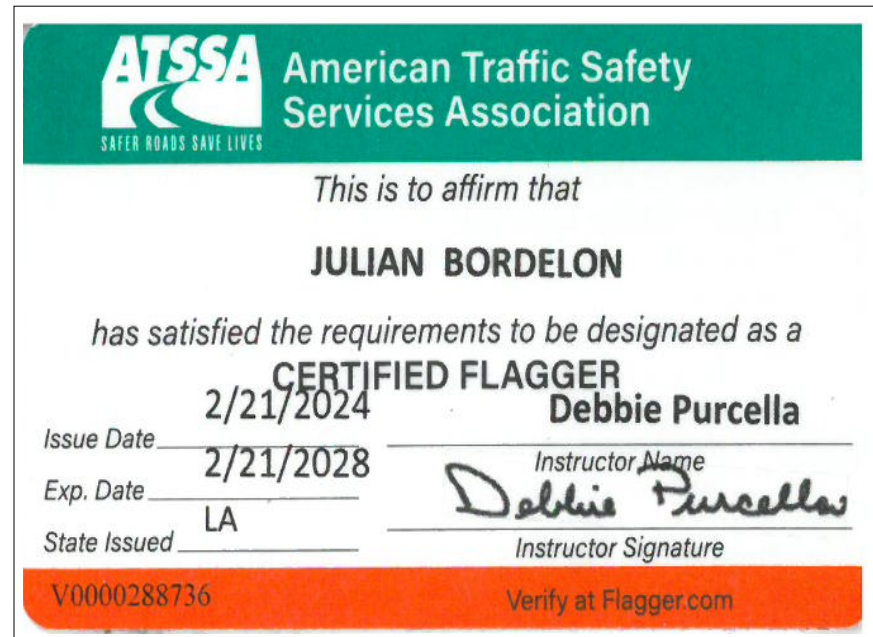 ATSSA
SAFER ROADS SAVE LIVES
American Traffic Safety
Services Association
This is to affirm that
JULIAN BORDELON
has satisfied the requirements to be designated as a
CERTIFIED FLAGGER
Issue Date 2/21/2024
Debbie Purcella
Instructor Name
Exp. Date 2/21/2028
Debbie Purcella
State Issued LA
Instructor Signature
V0000288736
Verify at Flagger.com